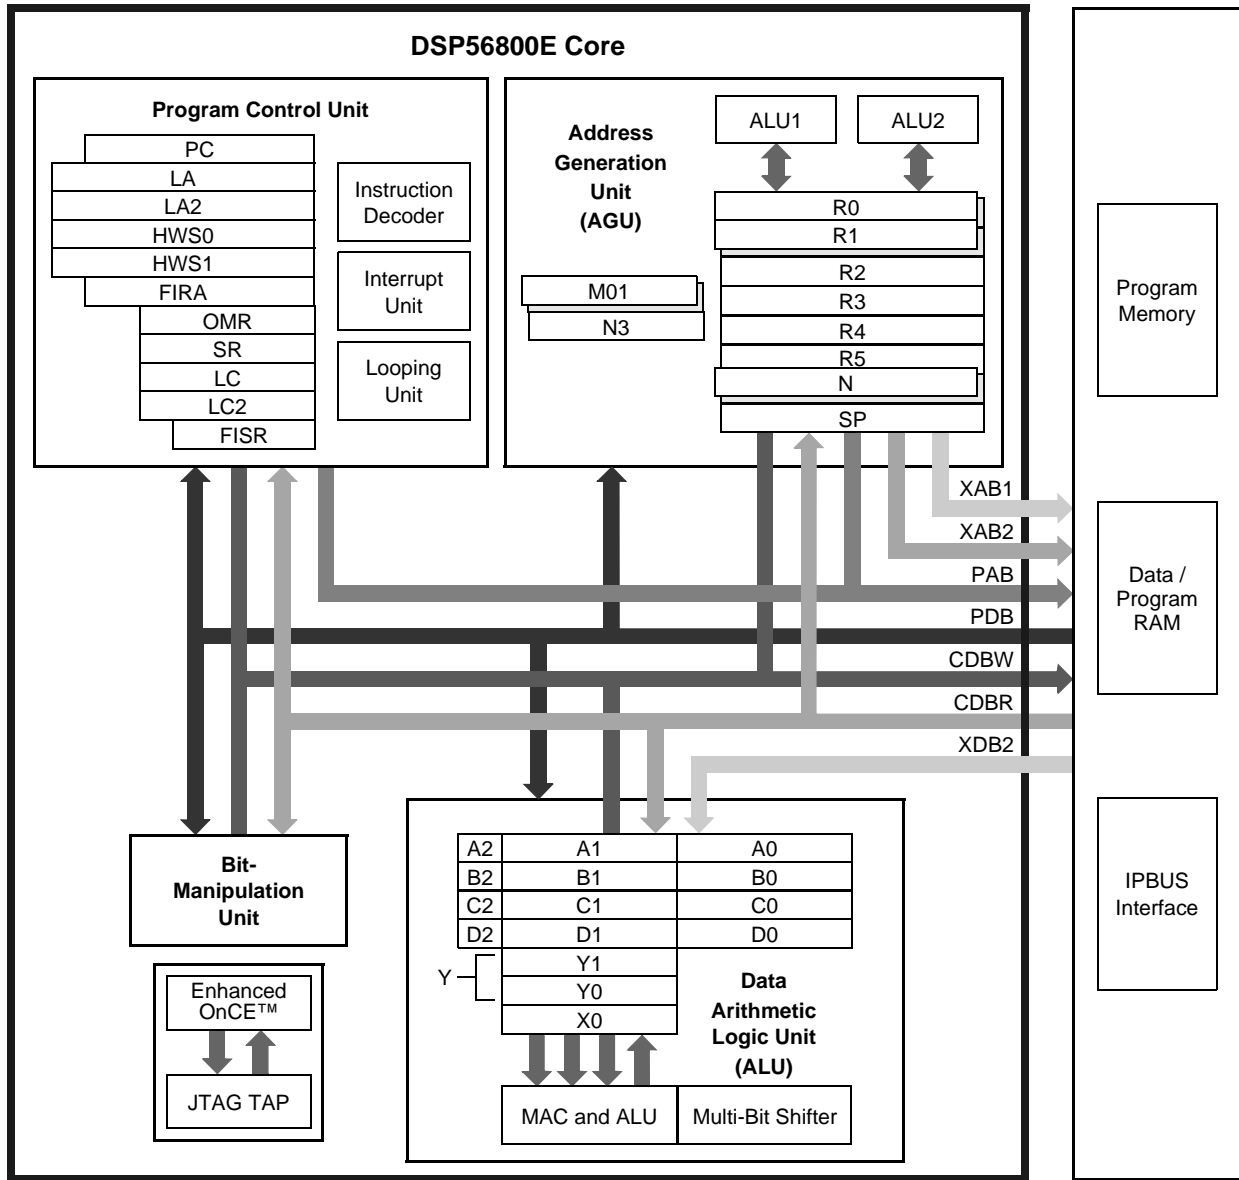 DSP56800E Core
Program Control Unit
PC
LA
LA2
HWS0
HWS1
FIRA
OMR
SR
LC
LC2
FISR
Instruction
Decoder
Interrupt
Unit
Looping
Unit
Address
Generation
Unit
(AGU)
ALU1
ALU2
R0
R1
R2
R3
R4
R5
N
SP
M01
N3
XAB1
XAB2
PAB
PDB
CDBW
CDBR
XDB2
Program
Memory
Data /
Program
RAM
IPBUS
Interface
Bit-
Manipulation
Unit
Enhanced
OnCE™
JTAG TAP
A2 A1 A0
B2 B1 B0
C2 C1 C0
D2 D1 D0
Y
Y1
Y0
X0
Data
Arithmetic
Logic Unit
(ALU)
MAC and ALU
Multi-Bit Shifter